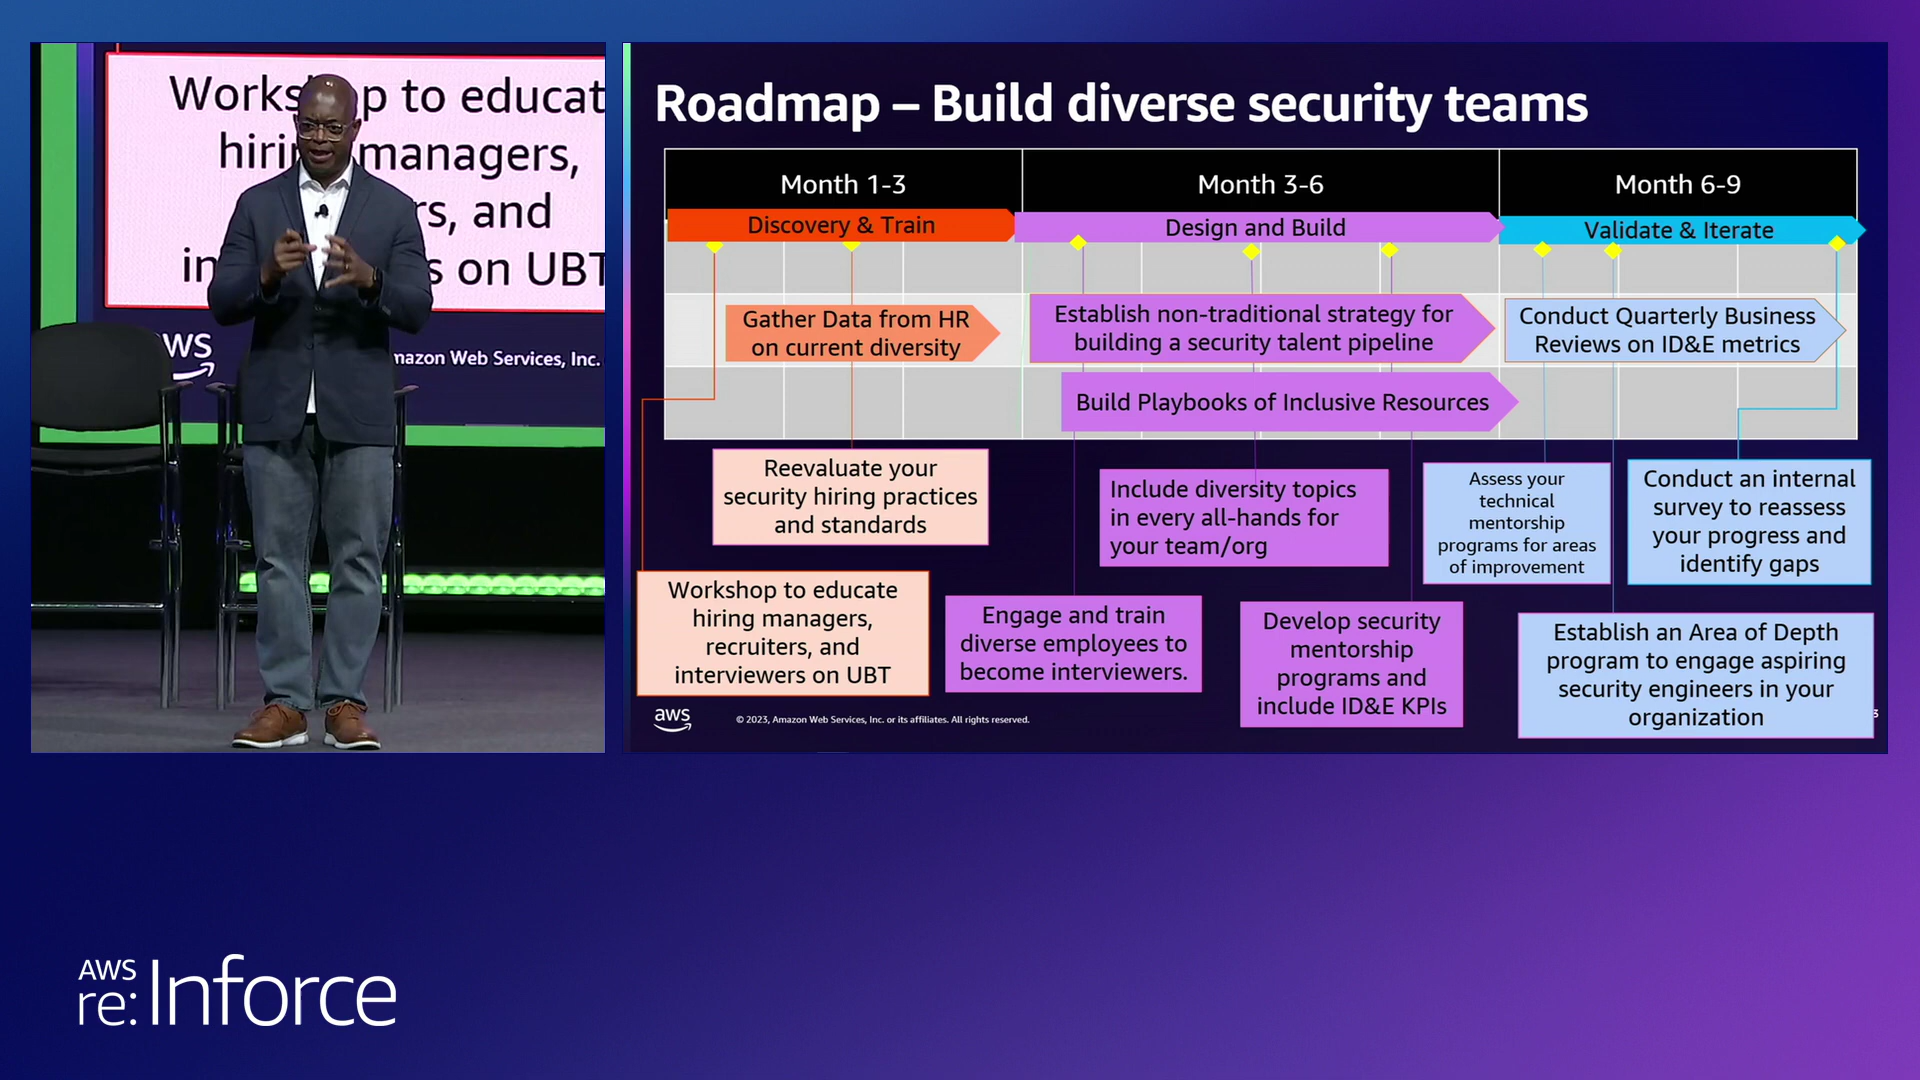 Works p to educat
hiri managers,
rs, and
in s on UBT
aws
mazon Web Services, Inc.
Roadmap – Build diverse security teams
Month 1-3
Month 3-6
Month 6-9
Discovery & Train
Design and Build
Validate & Iterate
Gather Data from HR
on current diversity
Establish non-traditional strategy for
building a security talent pipeline
Conduct Quarterly Business
Reviews on ID&E metrics
Build Playbooks of Inclusive Resources
Reevaluate your
security hiring practices
and standards
Include diversity topics
in every all-hands for
your team/org
Assess your
technical
mentorship
programs for areas
of improvement
Conduct an internal
survey to reassess
your progress and
identify gaps
Workshop to educate
hiring managers,
recruiters, and
interviewers on UBT
Engage and train
diverse employees to
become interviewers.
Develop security
mentorship
programs and
include ID&E KPIs
Establish an Area of Depth
program to engage aspiring
security engineers in your
organization
aws
© 2023, Amazon Web Services, Inc. or its affiliates. All rights reserved.
AWS
re:Inforce